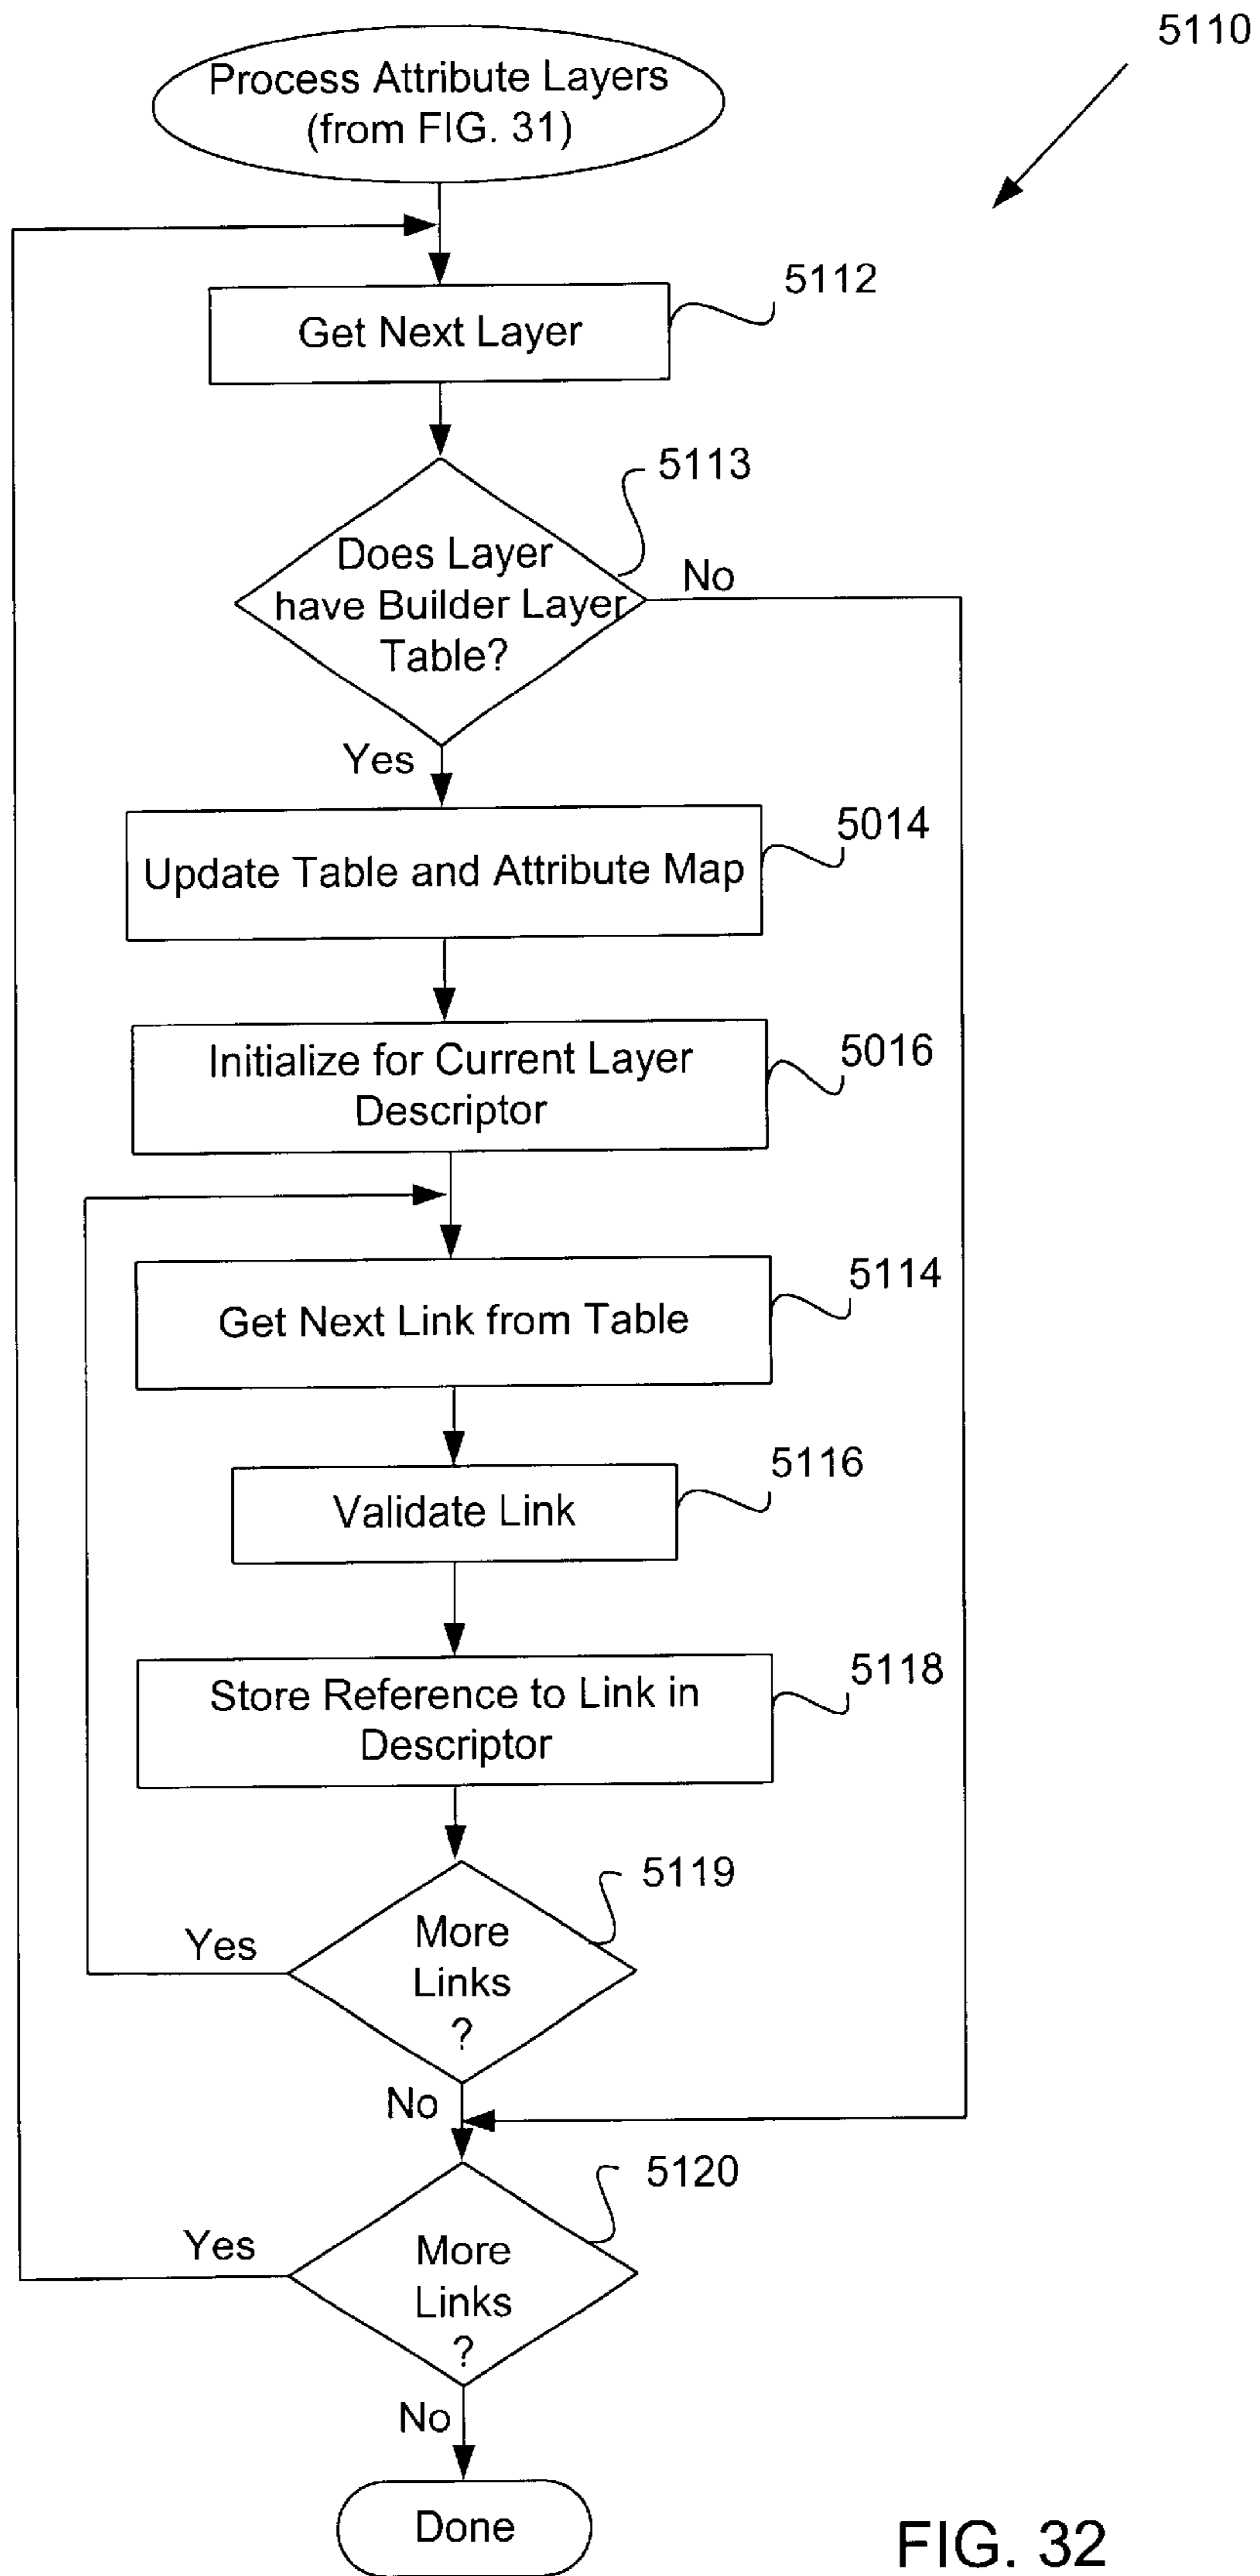 5110
Process Attribute Layers
(from FIG. 31)
5112
Get Next Layer
5113
Does Layer
have Builder Layer
Table?
No
Yes
5014
Update Table and Attribute Map
5016
Initialize for Current Layer
Descriptor
5114
Get Next Link from Table
5116
Validate Link
5118
Store Reference to Link in
Descriptor
5119
More
Links
?
Yes
No
5120
More
Links
?
Yes
No
Done
FIG. 32